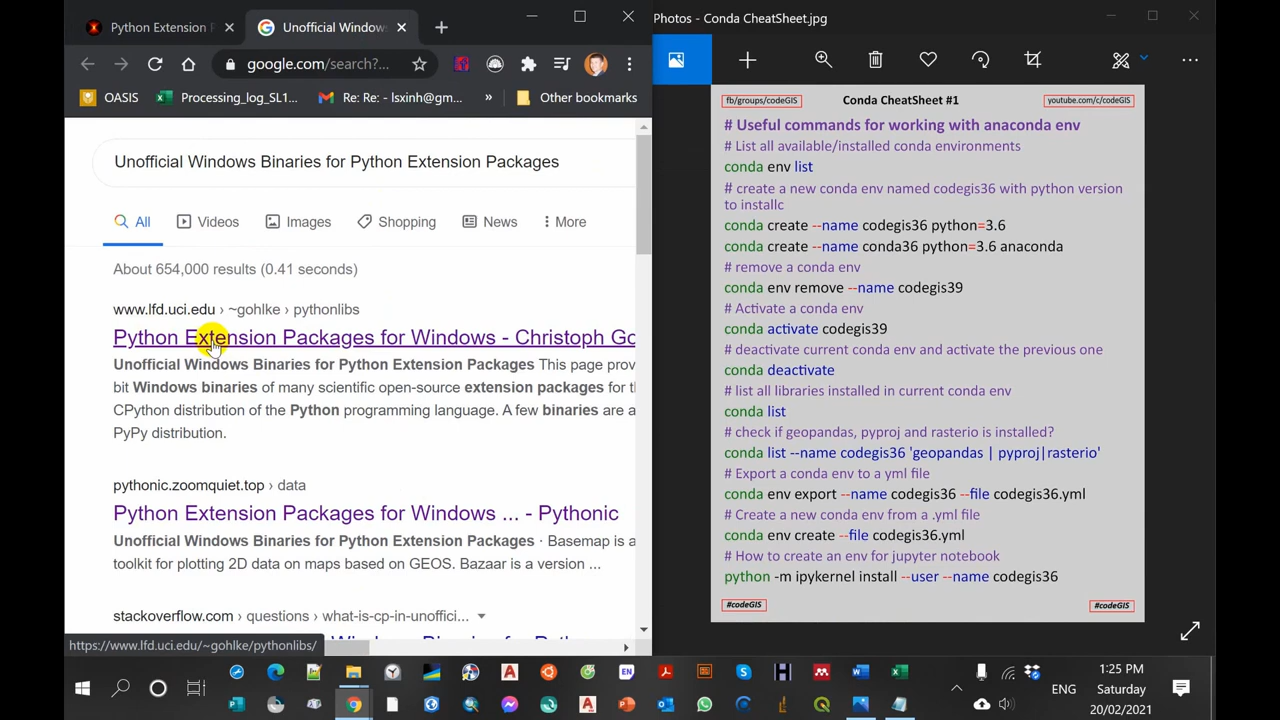 Python Extension P
Unofficial Windows
google.com/search?...
OASIS
Processing_log_SL1...
Re: Re: - lsxinh@gm...
»
Other bookmarks
Unofficial Windows Binaries for Python Extension Packages
All
Videos
Images
Shopping
News
More
About 654,000 results (0.41 seconds)
www.lfd.uci.edu › ~gohlke › pythonlibs
Python Extension Packages for Windows - Christoph Go
Unofficial Windows Binaries for Python Extension Packages This page prov
bit Windows binaries of many scientific open-source extension packages for t
CPython distribution of the Python programming language. A few binaries are a
PyPy distribution.
pythonic.zoomquiet.top › data
Python Extension Packages for Windows ... - Pythonic
Unofficial Windows Binaries for Python Extension Packages · Basemap is a
toolkit for plotting 2D data on maps based on GEOS. Bazaar is a version ...
stackoverflow.com › questions › what-is-cp-in-unoffici...
https://www.lfd.uci.edu/~gohlke/pythonlibs/
Photos - Conda CheatSheet.jpg
fb/groups/codeGIS
Conda CheatSheet #1
youtube.com/c/codeGIS
# Useful commands for working with anaconda env
# List all available/installed conda environments
conda env list
# create a new conda env named codegis36 with python version
to installc
conda create --name codegis36 python=3.6
conda create --name conda36 python=3.6 anaconda
# remove a conda env
conda env remove --name codegis39
# Activate a conda env
conda activate codegis39
# deactivate current conda env and activate the previous one
conda deactivate
# list all libraries installed in current conda env
conda list
# check if geopandas, pyproj and rasterio is installed?
conda list --name codegis36 'geopandas | pyproj|rasterio'
# Export a conda env to a yml file
conda env export --name codegis36 --file codegis36.yml
# Create a new conda env from a .yml file
conda env create --file codegis36.yml
# How to create an env for jupyter notebook
python -m ipykernel install --user --name codegis36
#codeGIS
#codeGIS
EN
ENG
1:25 PM
Saturday
20/02/2021